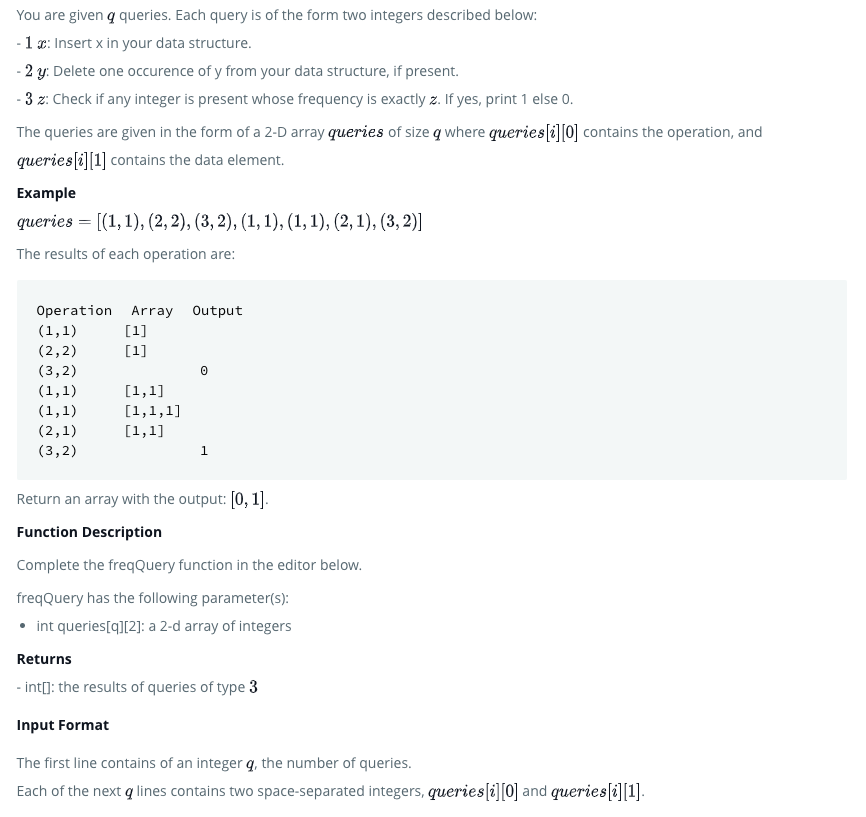 You are given q queries. Each query is of the form two integers described below:
- 1 x: Insert x in your data structure.
- 2 y: Delete one occurence of y from your data structure, if present.
- 3 z: Check if any integer is present whose frequency is exactly z. If yes, print 1 else 0.
The queries are given in the form of a 2-D array queries of size q where queries[i][0] contains the operation, and
queries[i][1] contains the data element.
Example
queries = [(1, 1), (2, 2), (3, 2), (1, 1), (1, 1), (2, 1), (3, 2)]
The results of each operation are:
Operation Array Output
(1,1) [1]
(2,2) [1]
(3,2) 0
(1,1) [1,1]
(1,1) [1,1,1]
(2,1) [1,1]
(3,2) 1
Return an array with the output: [0, 1].
Function Description
Complete the freqQuery function in the editor below.
freqQuery has the following parameter(s):
• int queries[q][2]: a 2-d array of integers
Returns
- int[]: the results of queries of type 3
Input Format
The first line contains of an integer q, the number of queries.
Each of the next q lines contains two space-separated integers, queries[i][0] and queries[i][1].